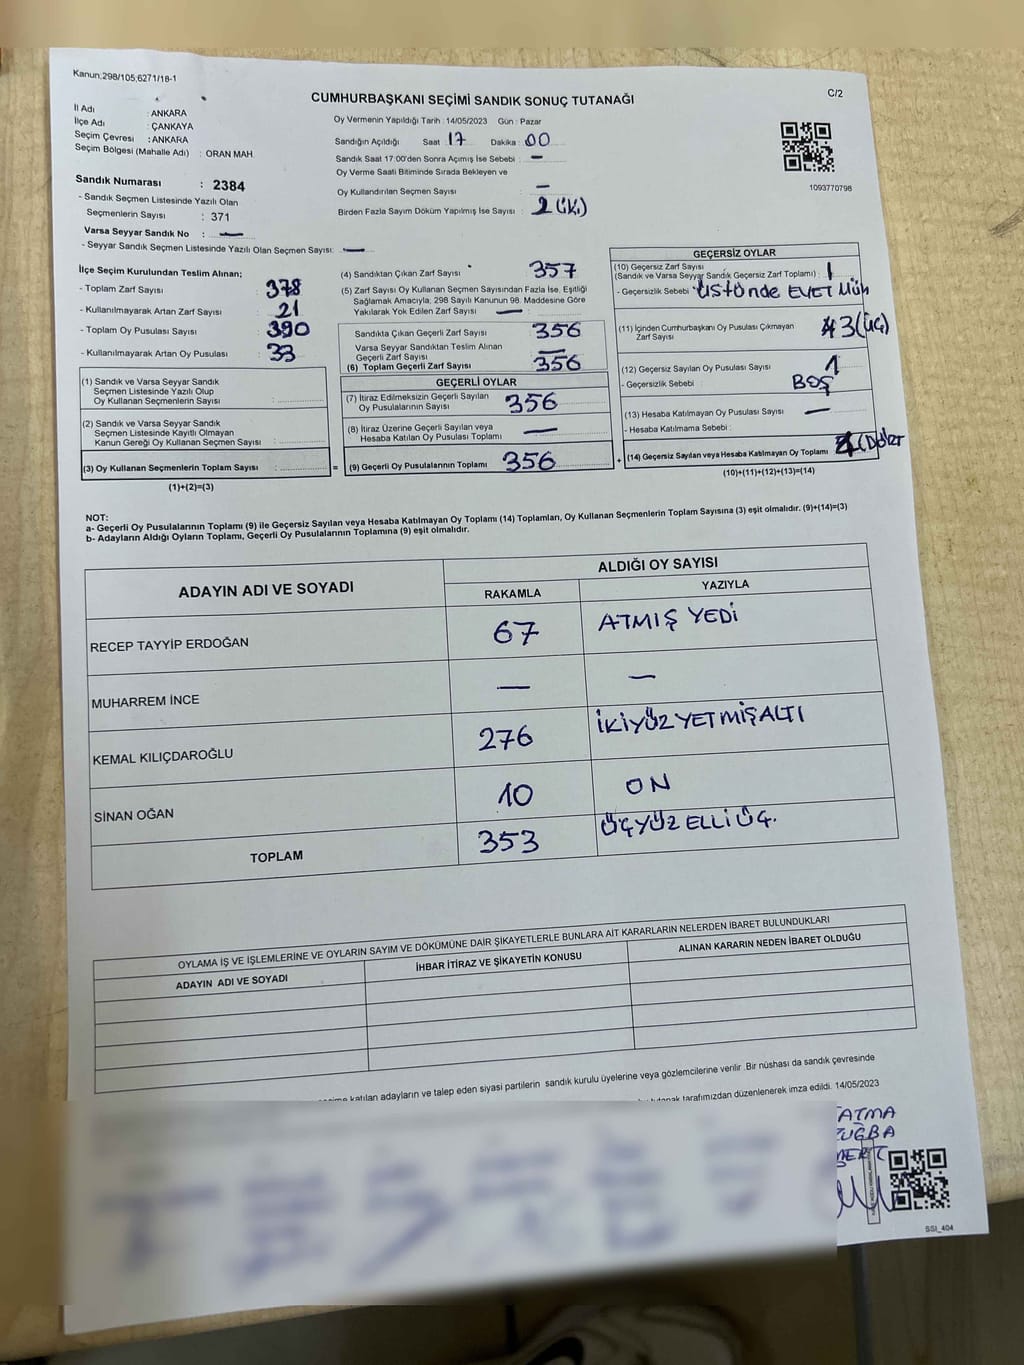 Kanun:298/105;6271/18-1
C/2
CUMHURBAŞKANI SEÇİMİ SANDIK SONUÇ TUTANAĞI
İl Adı : ANKARA
İlçe Adı : ÇANKAYA
Seçim Çevresi : ANKARA
Seçim Bölgesi (Mahalle Adı) : ORAN MAH.
Sandık Numarası : 2384
- Sandık Seçmen Listesinde Yazılı Olan
Seçmenlerin Sayısı : 371
Varsa Seyyar Sandık No : —
- Seyyar Sandık Seçmen Listesinde Yazılı Olan Seçmen Sayısı: —
Oy Vermenin Yapıldığı Tarih : 14/05/2023 Gün : Pazar
Sandığın Açıldığı Saat : 17 Dakika : 00
Sandık Saat 17:00'den Sonra Açımış İse Sebebi : —
Oy Verme Saati Bitiminde Sırada Bekleyen ve
Oy Kullandırılan Seçmen Sayısı : —
Birden Fazla Sayım Döküm Yapılmış İse Sayısı : 2 (iki)
1093770798
İlçe Seçim Kurulundan Teslim Alınan;
- Toplam Zarf Sayısı : 378
- Kullanılmayarak Artan Zarf Sayısı : 21
- Toplam Oy Pusulası Sayısı : 390
- Kullanılmayarak Artan Oy Pusulası : 33
(1) Sandık ve Varsa Seyyar Sandık
Seçmen Listesinde Yazılı Olup
Oy Kullanan Seçmenlerin Sayısı :
(2) Sandık ve Varsa Seyyar Sandık
Seçmen Listesinde Kayıtlı Olmayan
Kanun Gereği Oy Kullanan Seçmen Sayısı :
(3) Oy Kullanan Seçmenlerin Toplam Sayısı :
(1)+(2)=(3)
(4) Sandıktan Çıkan Zarf Sayısı : 357
(5) Zarf Sayısı Oy Kullanan Seçmen Sayısından Fazla İse, Eşitliği
Sağlamak Amacıyla, 298 Sayılı Kanunun 98. Maddesine Göre
Yakılarak Yok Edilen Zarf Sayısı : —
Sandıkta Çıkan Geçerli Zarf Sayısı : 356
Varsa Seyyar Sandıktan Teslim Alınan
Geçerli Zarf Sayısı : —
(6) Toplam Geçerli Zarf Sayısı : 356
GEÇERLİ OYLAR
(7) İtiraz Edilmeksizin Geçerli Sayılan
Oy Pusulalarının Sayısı : 356
(8) İtiraz Üzerine Geçerli Sayılan veya
Hesaba Katılan Oy Pusulası Toplamı : —
= (9) Geçerli Oy Pusulalarının Toplamı : 356
GEÇERSİZ OYLAR
(10) Geçersiz Zarf Sayısı
(Sandık ve Varsa Seyyar Sandık Geçersiz Zarf Toplamı) : 1
- Geçersizlik Sebebi : üstünde EVET Müh
(11) İçinden Cumhurbaşkanı Oy Pusulası Çıkmayan
Zarf Sayısı : 3 (üç)
(12) Geçersiz Sayılan Oy Pusulası Sayısı : 1
- Geçersizlik Sebebi : BOŞ
(13) Hesaba Katılmayan Oy Pusulası Sayısı : —
- Hesaba Katılmama Sebebi :
+ (14) Geçersiz Sayılan veya Hesaba Katılmayan Oy Toplamı
(10)+(11)+(12)+(13)=(14)
NOT:
a- Geçerli Oy Pusulalarının Toplamı (9) ile Geçersiz Sayılan veya Hesaba Katılmayan Oy Toplamı (14) Toplamları, Oy Kullanan Seçmenlerin Toplam Sayısına (3) eşit olmalıdır. (9)+(14)=(3)
b- Adayların Aldığı Oyların Toplamı, Geçerli Oy Pusulalarının Toplamına (9) eşit olmalıdır.
ADAYIN ADI VE SOYADI
ALDIĞI OY SAYISI
RAKAMLA YAZIYLA
RECEP TAYYİP ERDOĞAN 67 ATMIŞ YEDİ
MUHARREM İNCE — —
KEMAL KILIÇDAROĞLU 276 İKİYÜZYETMİŞALTI
SİNAN OĞAN 10 ON
TOPLAM 353 ÜÇYÜZELLİÜÇ.
OYLAMA İŞ VE İŞLEMLERİNE VE OYLARIN SAYIM VE DÖKÜMÜNE DAİR ŞİKAYETLERLE BUNLARA AİT KARARLARIN NELERDEN İBARET BULUNDUKLARI
ADAYIN ADI VE SOYADI İHBAR İTİRAZ VE ŞİKAYETİN KONUSU ALINAN KARARIN NEDEN İBARET OLDUĞU
katılan adayların ve talep eden siyasi partilerin sandık kurulu üyelerine veya gözlemcilerine verilir .Bir nüshası da sandık çevresinde
tutanak tarafımızdan düzenlenerek imza edildi. 14/05/2023
FATMA
TUĞBA
MERT
SSI_404